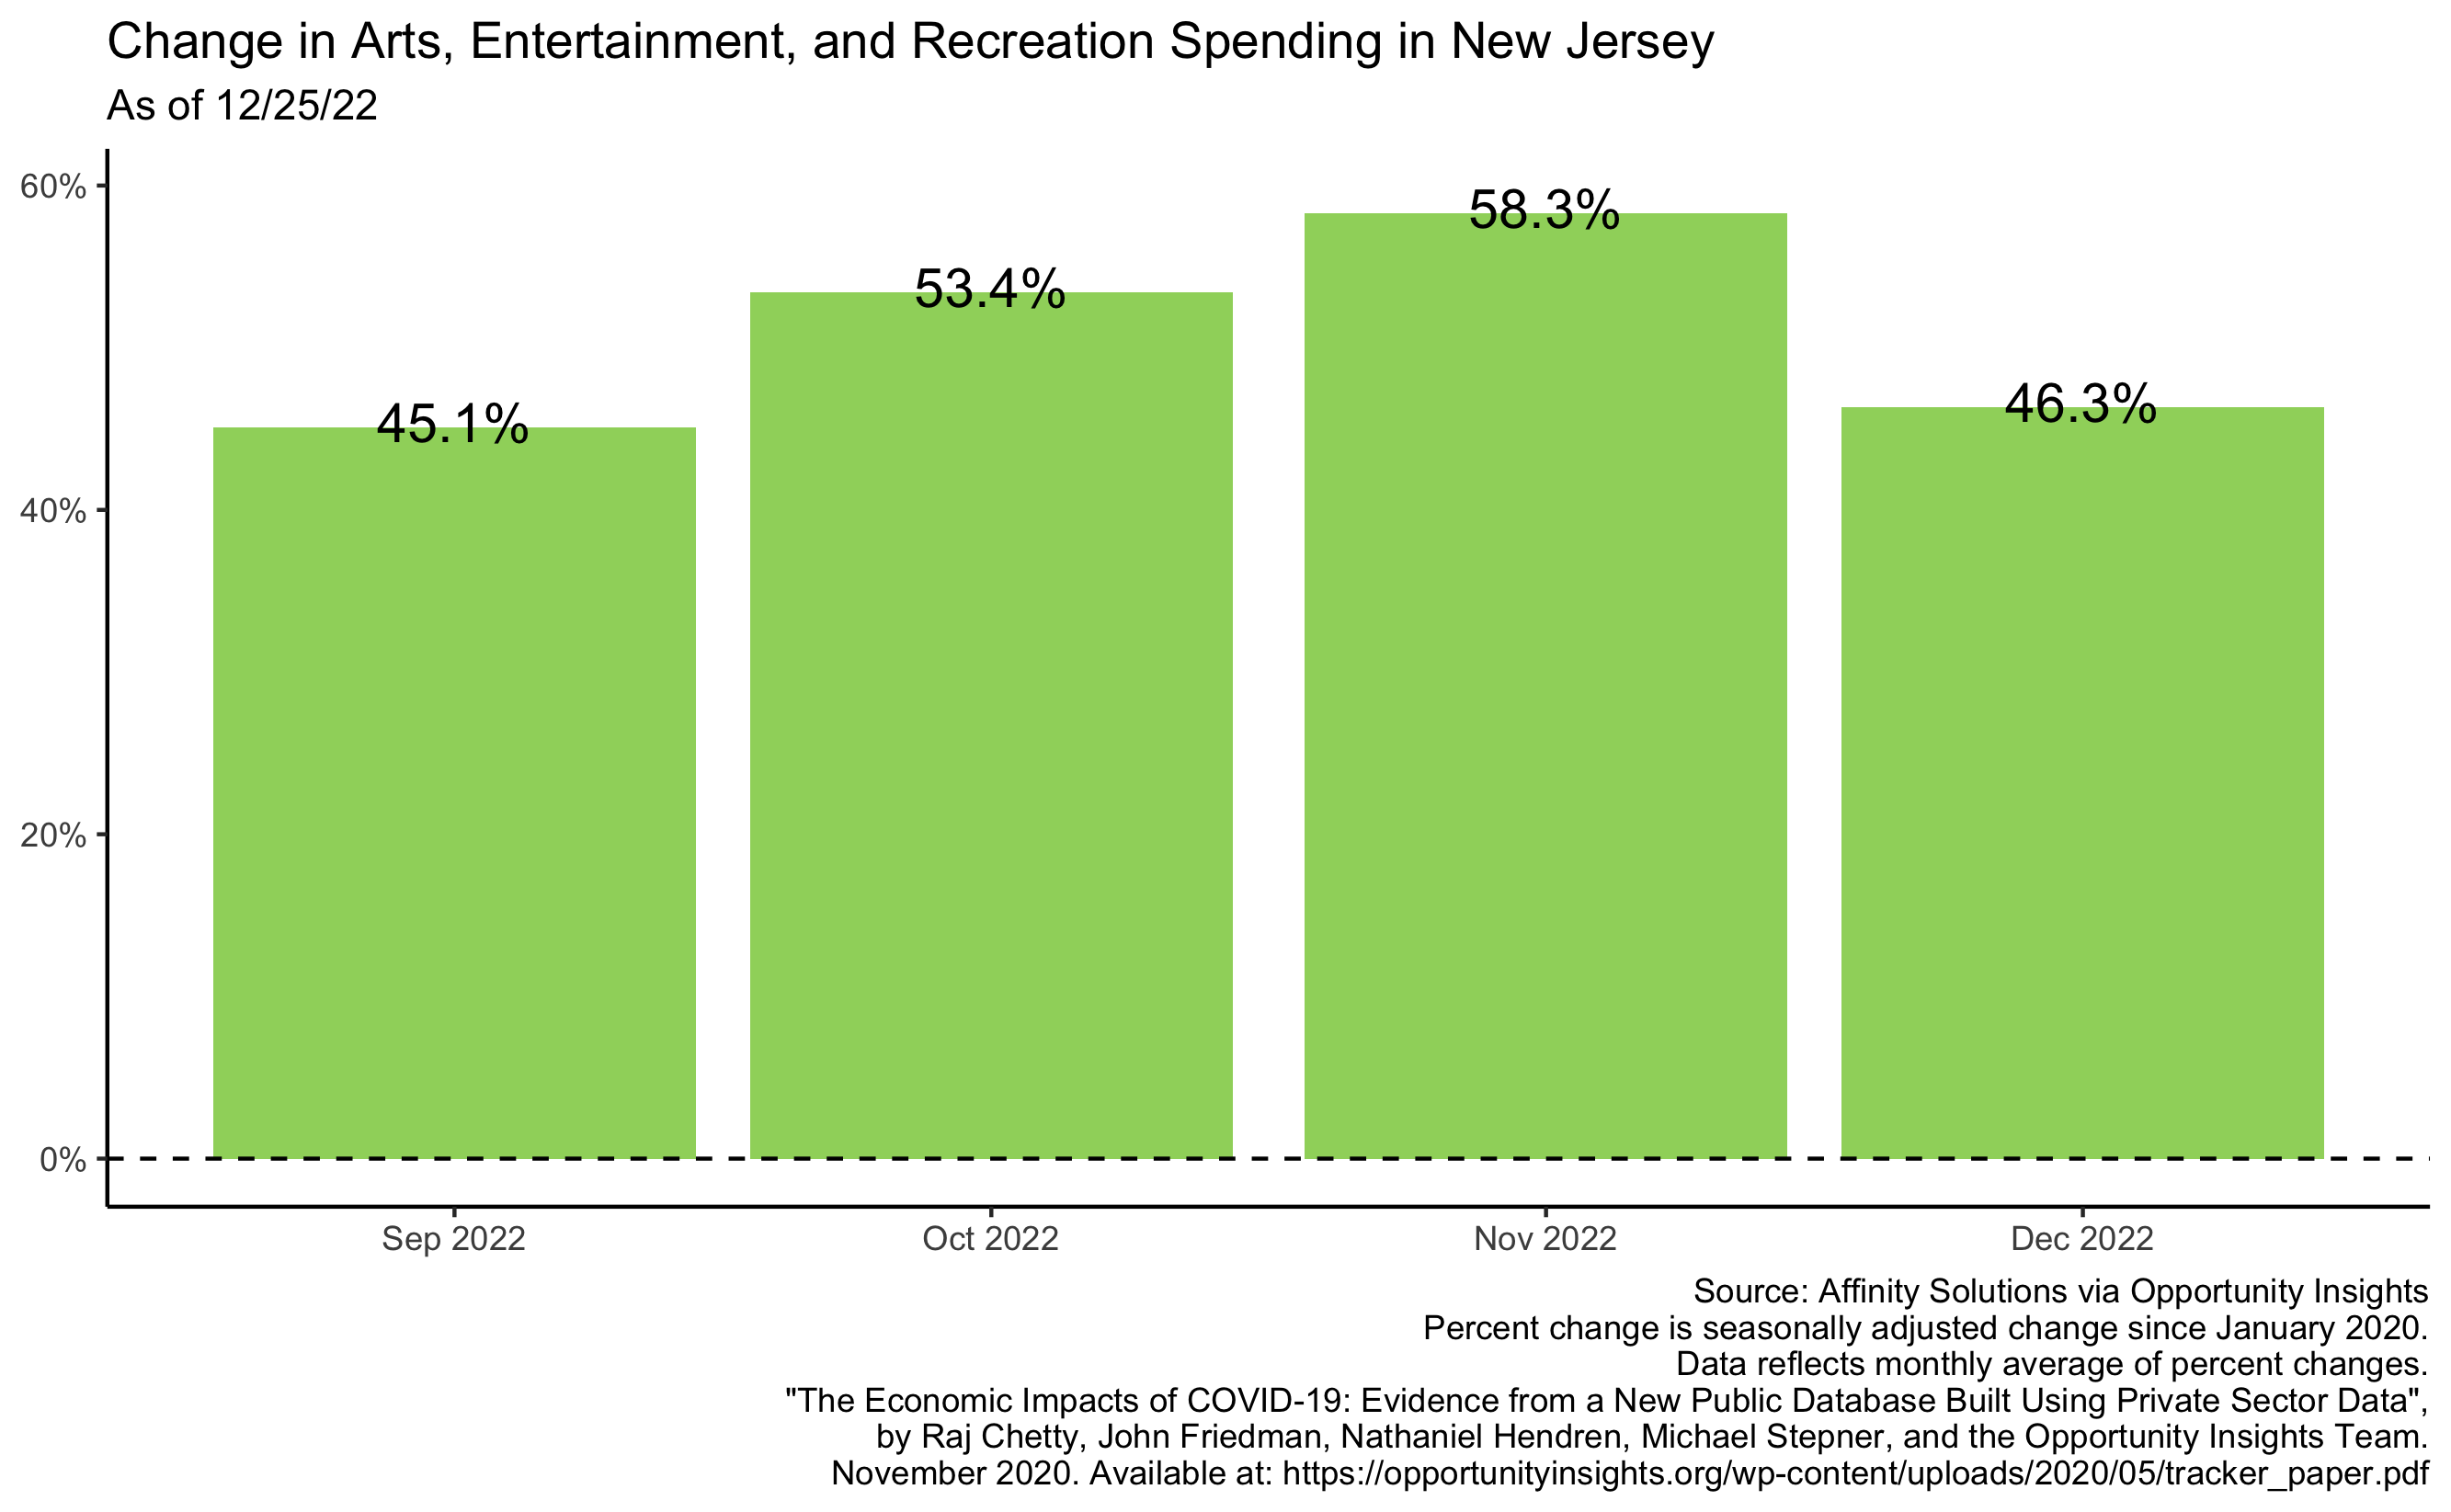 Change in Arts, Entertainment, and Recreation Spending in New Jersey
As of 12/25/22
60%
40%
20%
0%
45.1%
53.4%
58.3%
46.3%
Sep 2022
Oct 2022
Nov 2022
Dec 2022
Source: Affinity Solutions via Opportunity Insights
Percent change is seasonally adjusted change since January 2020.
Data reflects monthly average of percent changes.
"The Economic Impacts of COVID-19: Evidence from a New Public Database Built Using Private Sector Data",
by Raj Chetty, John Friedman, Nathaniel Hendren, Michael Stepner, and the Opportunity Insights Team.
November 2020. Available at: https://opportunityinsights.org/wp-content/uploads/2020/05/tracker_paper.pdf